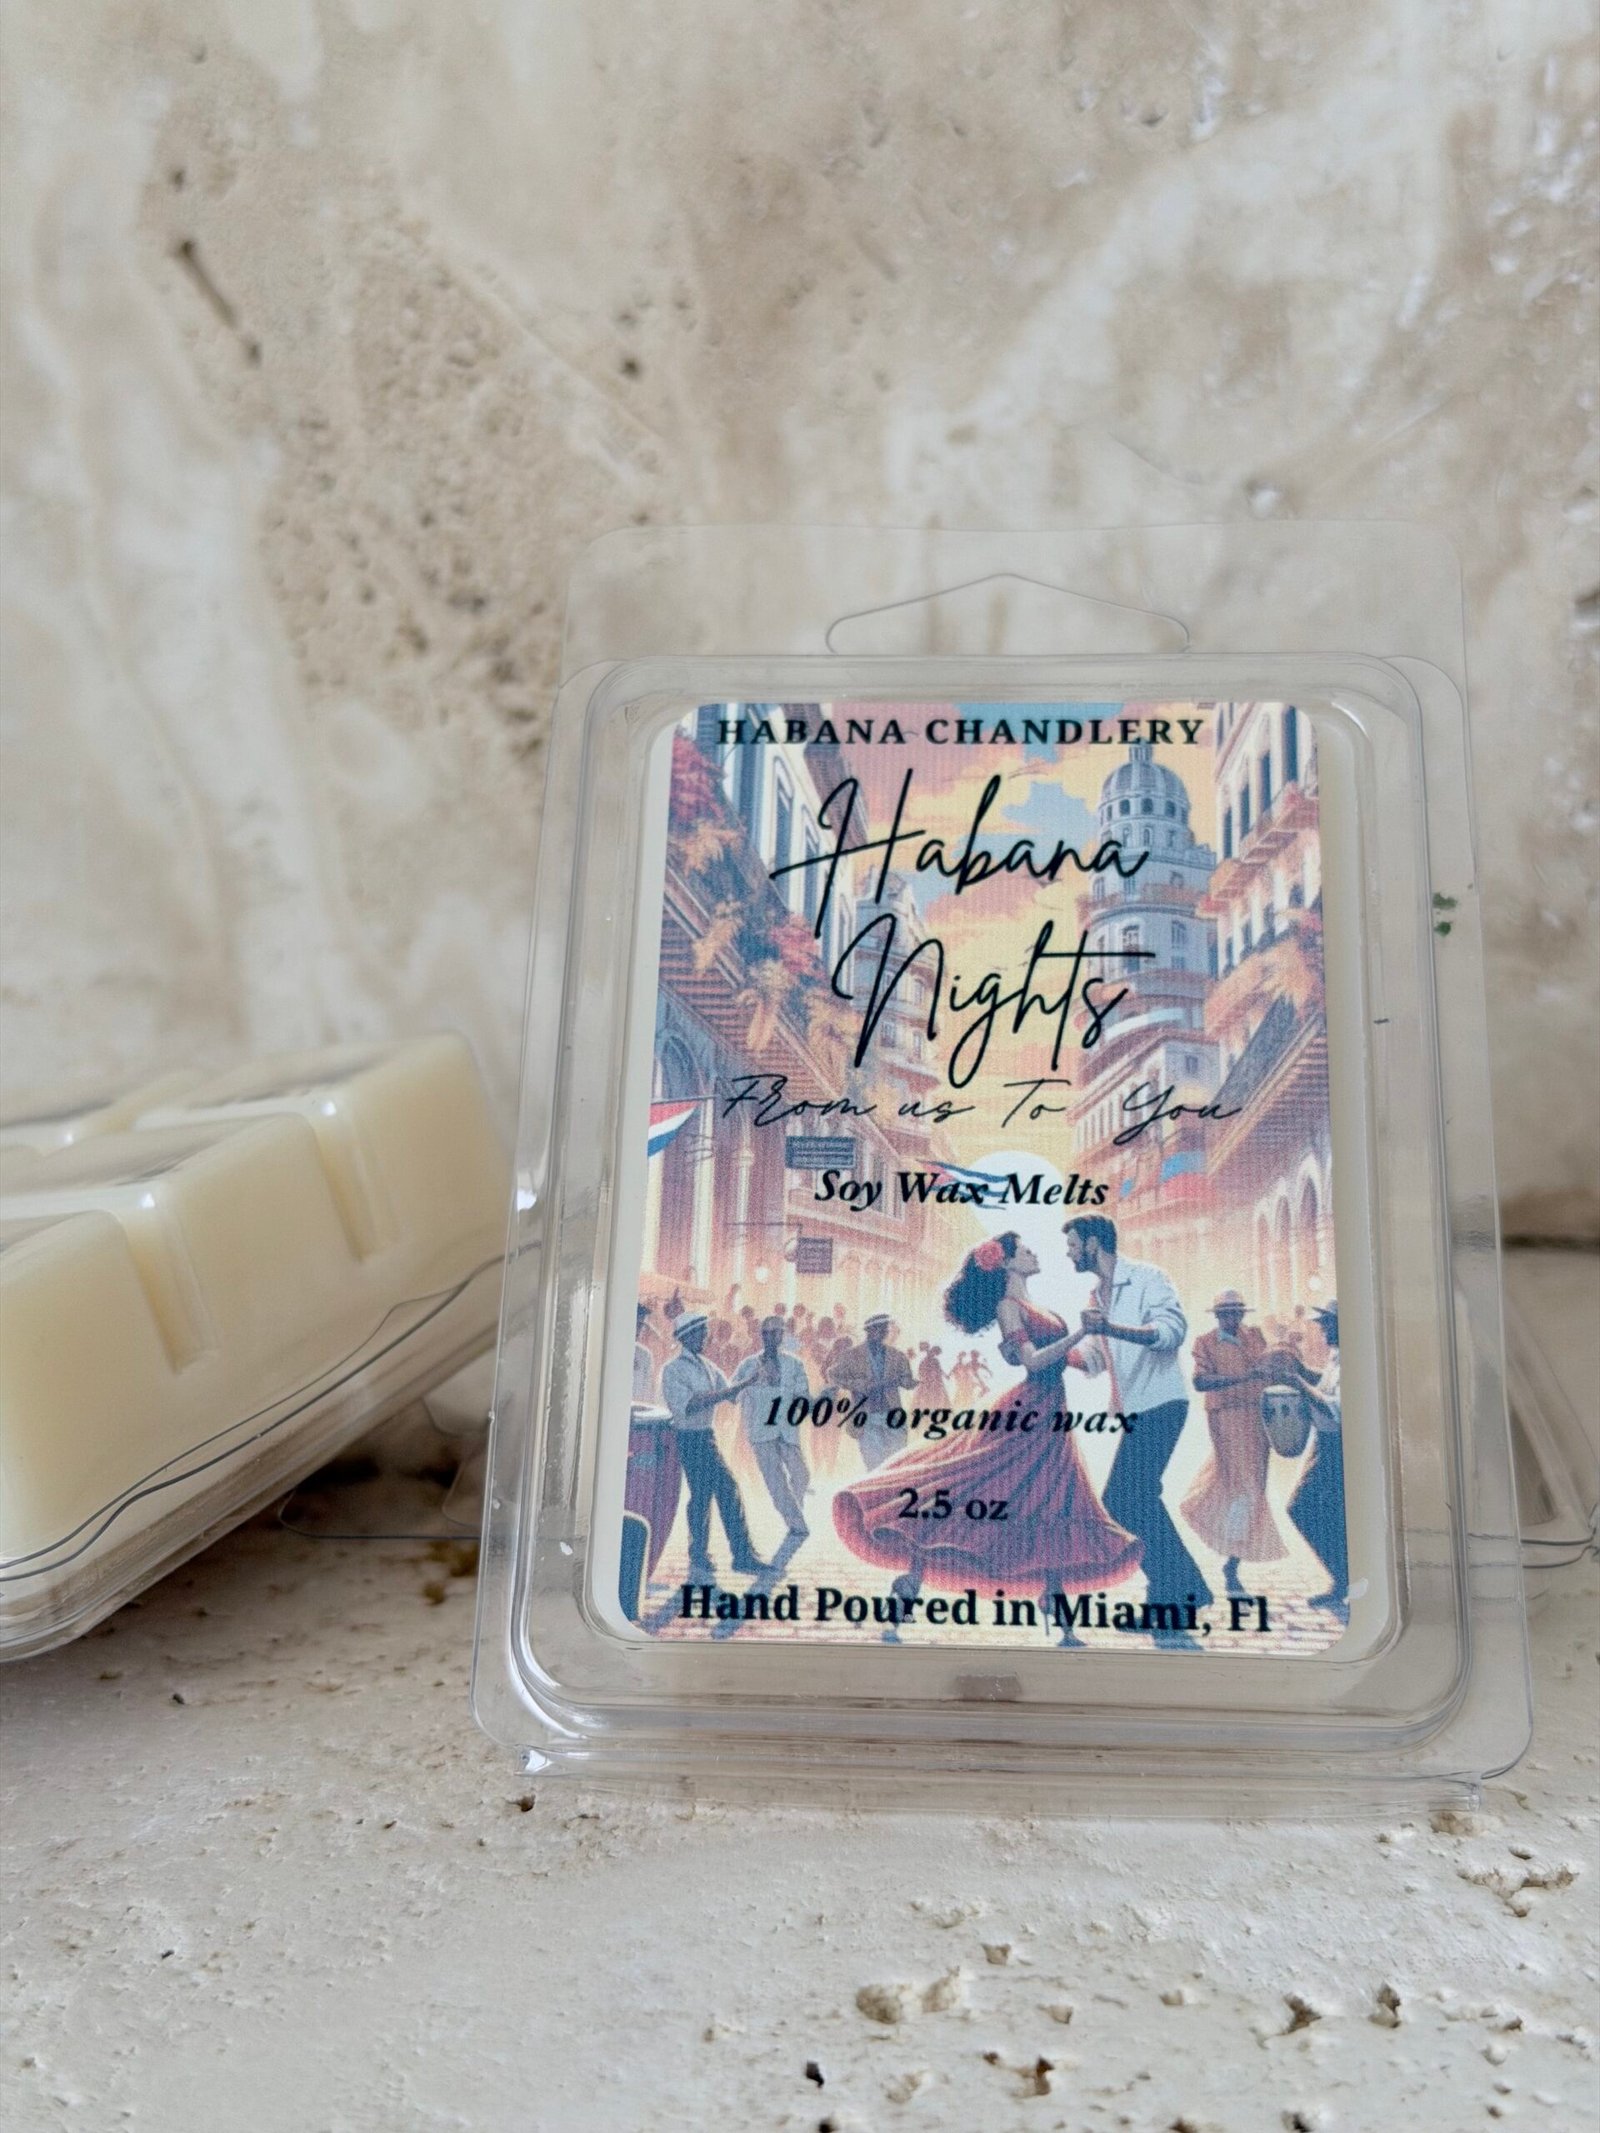 HABANA CHANDLERY
Habana
Nights
From us To You
Soy Wax Melts
100% organic wax
2.5 oz
Hand Poured in Miami, Fl